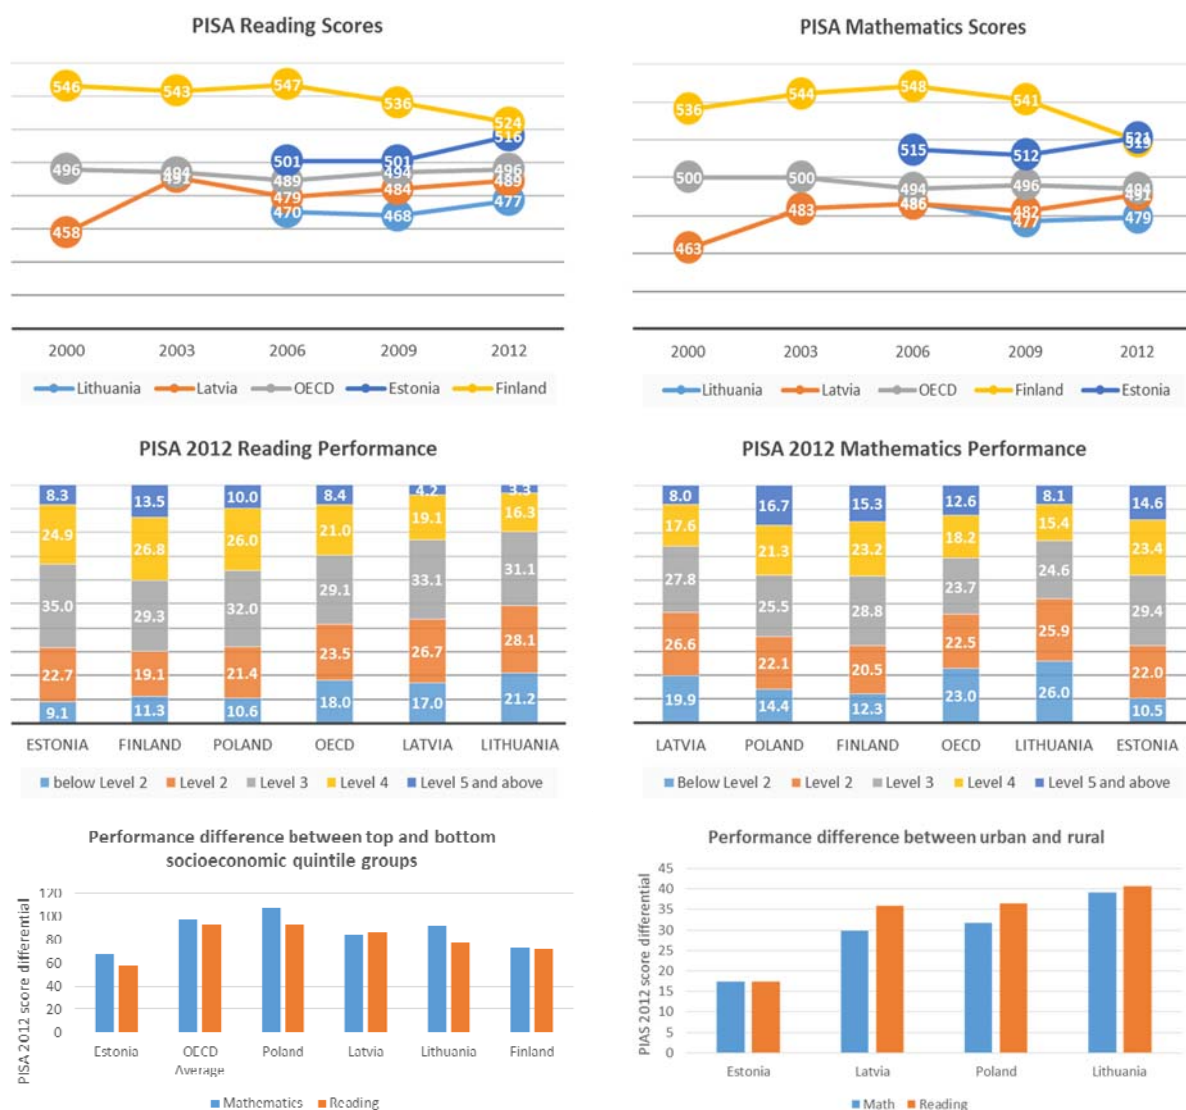 PISA Reading Scores
546
543
547
536
524
516
501
501
496
494
489
494
496
491
479
484
489
458
470
468
477
2000
2003
2006
2009
2012
Lithuania
Latvia
OECD
Estonia
Finland
PISA Mathematics Scores
536
544
548
541
519
521
515
512
500
500
494
496
494
491
463
483
486
482
477
479
2000
2003
2006
2009
2012
Lithuania
Latvia
OECD
Finland
Estonia
PISA 2012 Reading Performance
8.3
13.5
10.0
8.4
4.2
3.3
24.9
26.8
26.0
21.0
19.1
16.3
35.0
29.3
32.0
29.1
33.1
31.1
22.7
19.1
21.4
23.5
26.7
28.1
9.1
11.3
10.6
18.0
17.0
21.2
ESTONIA
FINLAND
POLAND
OECD
LATVIA
LITHUANIA
below Level 2
Level 2
Level 3
Level 4
Level 5 and above
PISA 2012 Mathematics Performance
8.0
16.7
15.3
12.6
8.1
14.6
17.6
21.3
23.2
18.2
15.4
23.4
27.8
25.5
28.8
23.7
24.6
29.4
26.6
22.1
20.5
22.5
25.9
22.0
19.9
14.4
12.3
23.0
26.0
10.5
LATVIA
POLAND
FINLAND
OECD
LITHUANIA
ESTONIA
Below Level 2
Level 2
Level 3
Level 4
Level 5 and above
Performance difference between top and bottom
socioeconomic quintile groups
PISA 2012 score differential
120
100
80
60
40
20
0
Estonia
OECD
Average
Poland
Latvia
Lithuania
Finland
Mathematics
Reading
Performance difference between urban and rural
PIAS 2012 score differential
45
40
35
30
25
20
15
10
5
0
Estonia
Latvia
Poland
Lithuania
Math
Reading